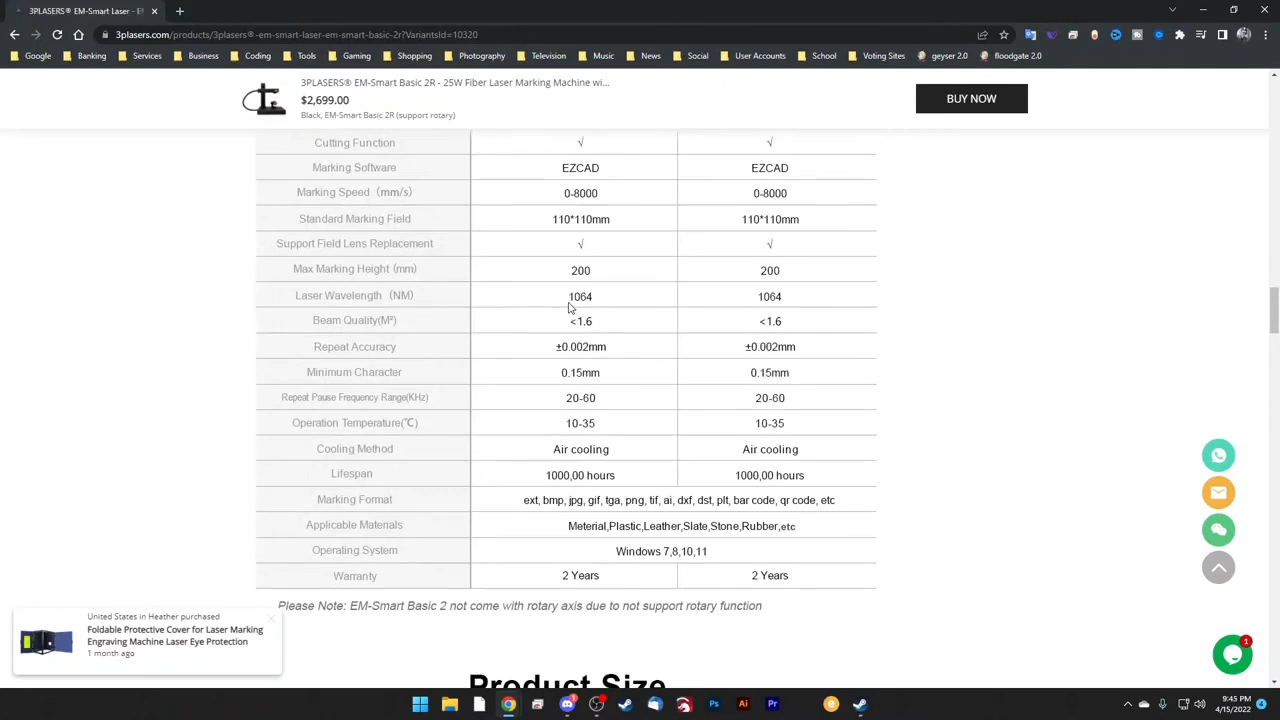 3PLASERS® EM-Smart Laser - EM-S
3plasers.com/products/3plasers®-em-smart-laser-em-smart-basic-2r?VariantsId=10320
Google Banking Services Business Coding Tools Gaming Shopping Photography Television Music News Social User Accounts School Voting Sites geyser 2.0 floodgate 2.0
3PLASERS® EM-Smart Basic 2R - 25W Fiber Laser Marking Machine wi...
$2,699.00
BUY NOW
Black, EM-Smart Basic 2R (support rotary)
Cutting Function √ √
Marking Software EZCAD EZCAD
Marking Speed（mm/s） 0-8000 0-8000
Standard Marking Field 110*110mm 110*110mm
Support Field Lens Replacement √ √
Max Marking Height (mm) 200 200
Laser Wavelength（NM） 1064 1064
Beam Quality(M²) <1.6 <1.6
Repeat Accuracy ±0.002mm ±0.002mm
Minimum Character 0.15mm 0.15mm
Repeat Pause Frequency Range(KHz) 20-60 20-60
Operation Temperature(℃) 10-35 10-35
Cooling Method Air cooling Air cooling
Lifespan 1000,00 hours 1000,00 hours
Marking Format ext, bmp, jpg, gif, tga, png, tif, ai, dxf, dst, plt, bar code, qr code, etc
Applicable Materials Meterial,Plastic,Leather,Slate,Stone,Rubber,etc
Operating System Windows 7,8,10,11
Warranty 2 Years 2 Years
Please Note: EM-Smart Basic 2 not come with rotary axis due to not support rotary function
United States in Heather purchased
Foldable Protective Cover for Laser Marking
Engraving Machine Laser Eye Protection
1 month ago
1
Product Size
Ps Ai Pr
9:45 PM
4/15/2022